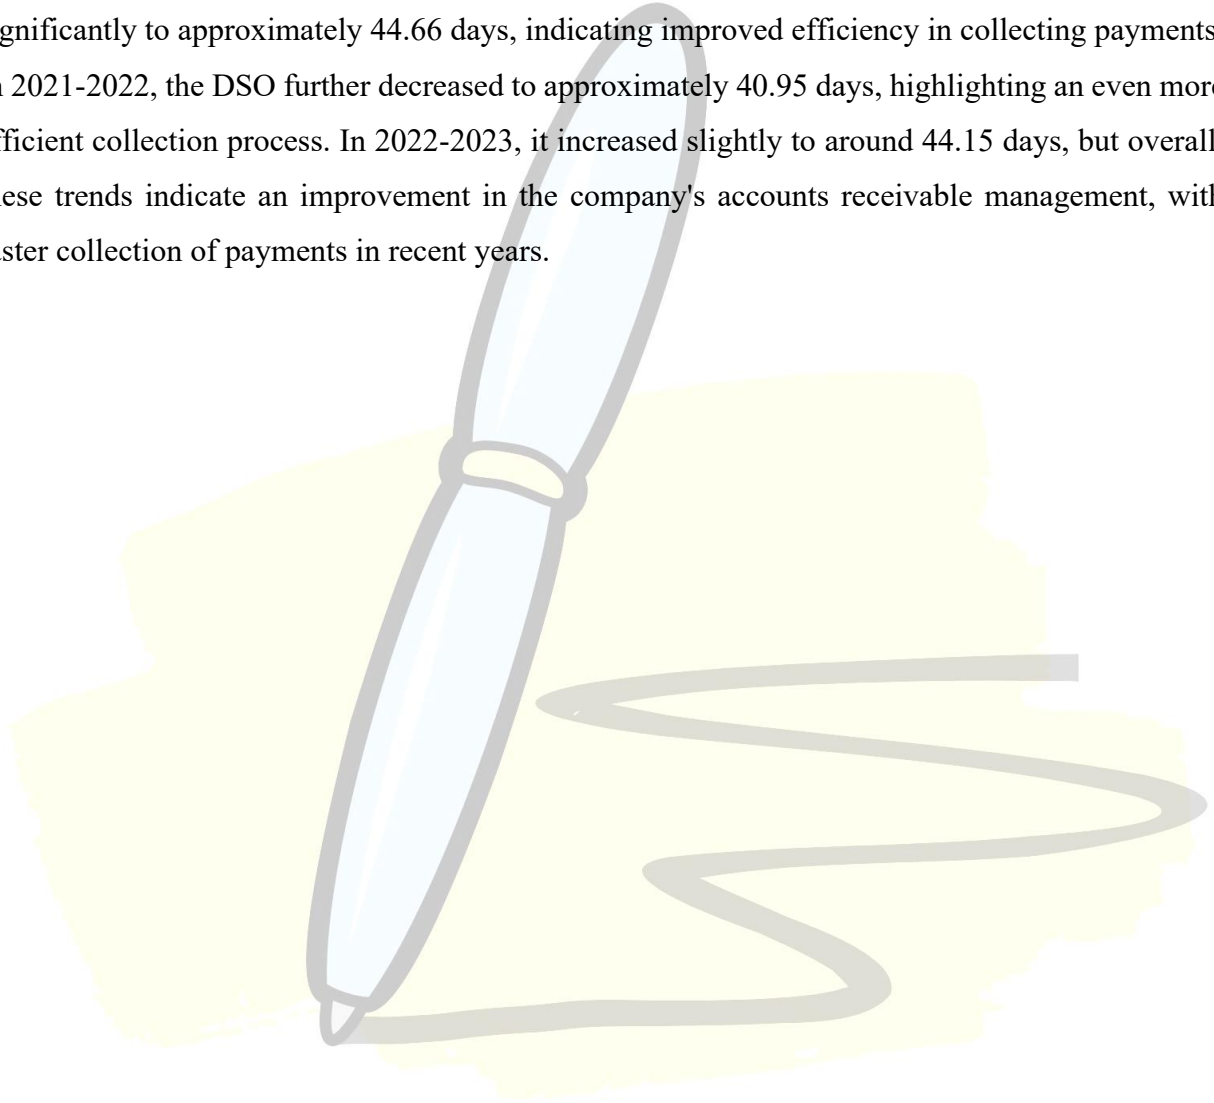 gnificantly to approximately 44.66 days, indicating improved efficiency in collecting payments
2021-2022, the DSO further decreased to approximately 40.95 days, highlighting an even more
fficient collection process. In 2022-2023, it increased slightly to around 44.15 days, but overall
ese trends indicate an improvement in the company's accounts receivable management, with
ster collection of payments in recent years.